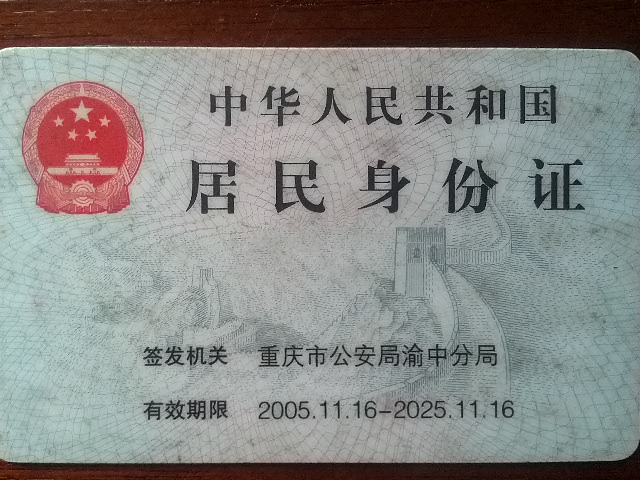 中华人民共和国
居民身份证
签发机关 重庆市公安局渝中分局
有效期限 2005.11.16-2025.11.16